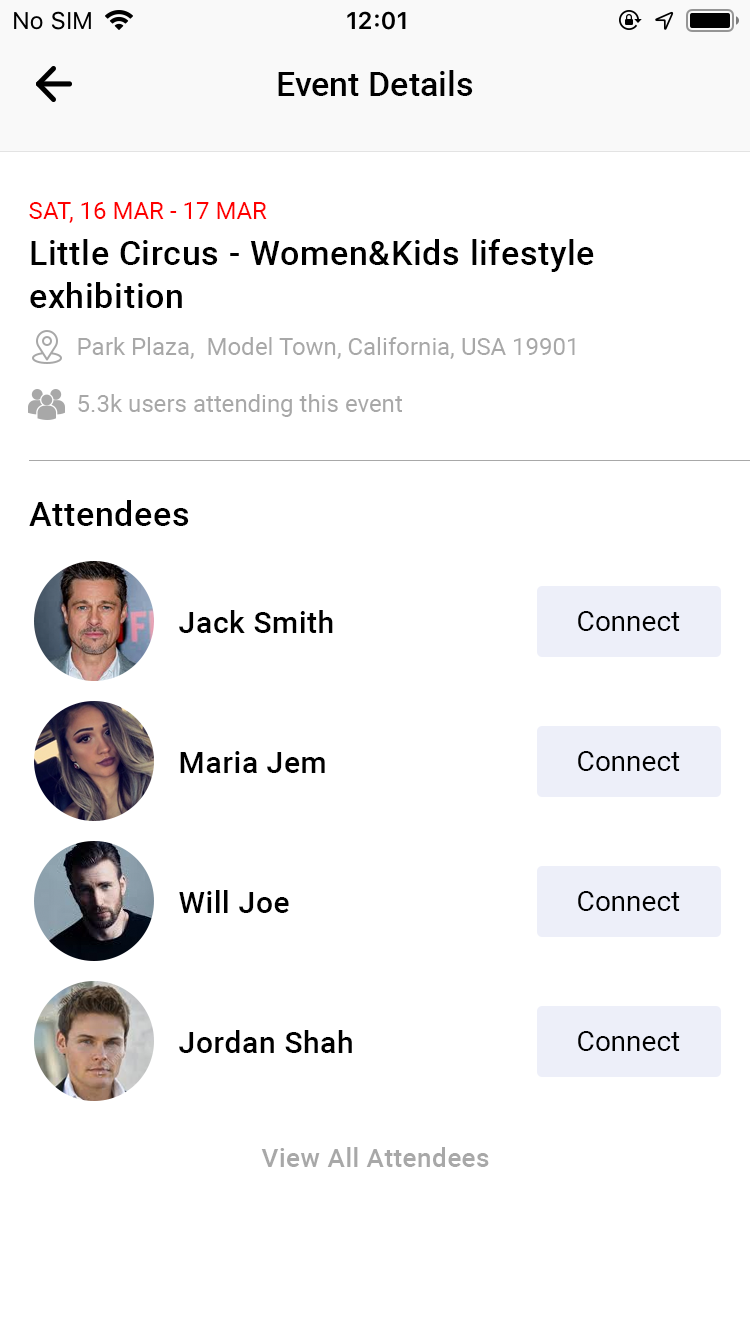 No SIM 12:01
Event Details
SAT, 16 MAR - 17 MAR
Little Circus - Women&Kids lifestyle
exhibition
Park Plaza,  Model Town, California, USA 19901
5.3k users attending this event
Attendees
Jack Smith Connect
Maria Jem Connect
Will Joe Connect
Jordan Shah Connect
View All Attendees